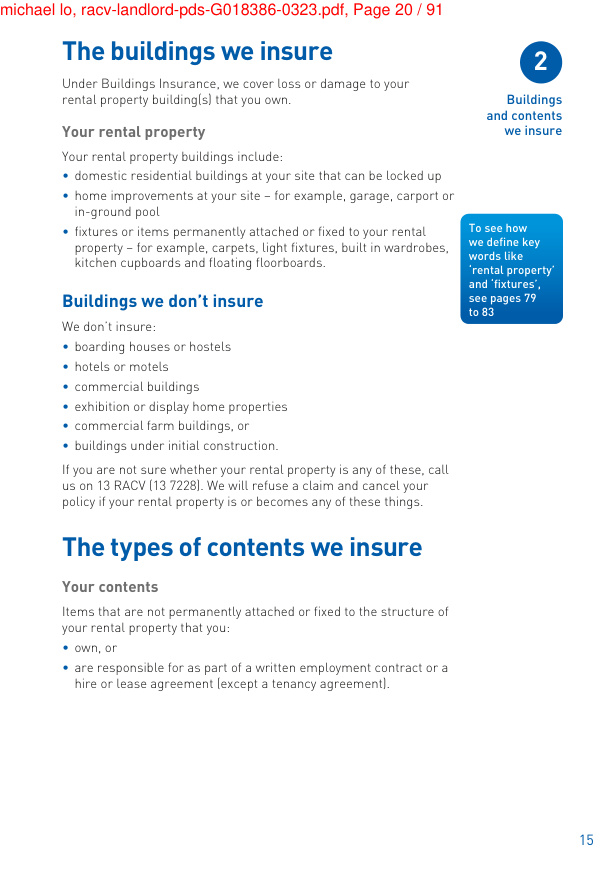 michael lo, racv-landlord-pds-G018386-0323.pdf, Page 20 / 91
The buildings we insure
Under Buildings Insurance, we cover loss or damage to your
rental property building(s) that you own.
Your rental property
Your rental property buildings include:
• domestic residential buildings at your site that can be locked up
• home improvements at your site – for example, garage, carport or
in-ground pool
• fixtures or items permanently attached or fixed to your rental
property – for example, carpets, light fixtures, built in wardrobes,
kitchen cupboards and floating floorboards.
Buildings we don't insure
We don't insure:
• boarding houses or hostels
• hotels or motels
• commercial buildings
• exhibition or display home properties
• commercial farm buildings, or
• buildings under initial construction.
If you are not sure whether your rental property is any of these, call
us on 13 RACV (13 7228). We will refuse a claim and cancel your
policy if your rental property is or becomes any of these things.
The types of contents we insure
Your contents
Items that are not permanently attached or fixed to the structure of
your rental property that you:
• own, or
• are responsible for as part of a written employment contract or a
hire or lease agreement (except a tenancy agreement).
2
Buildings
and contents
we insure
To see how
we define key
words like
'rental property'
and 'fixtures',
see pages 79
to 83
15